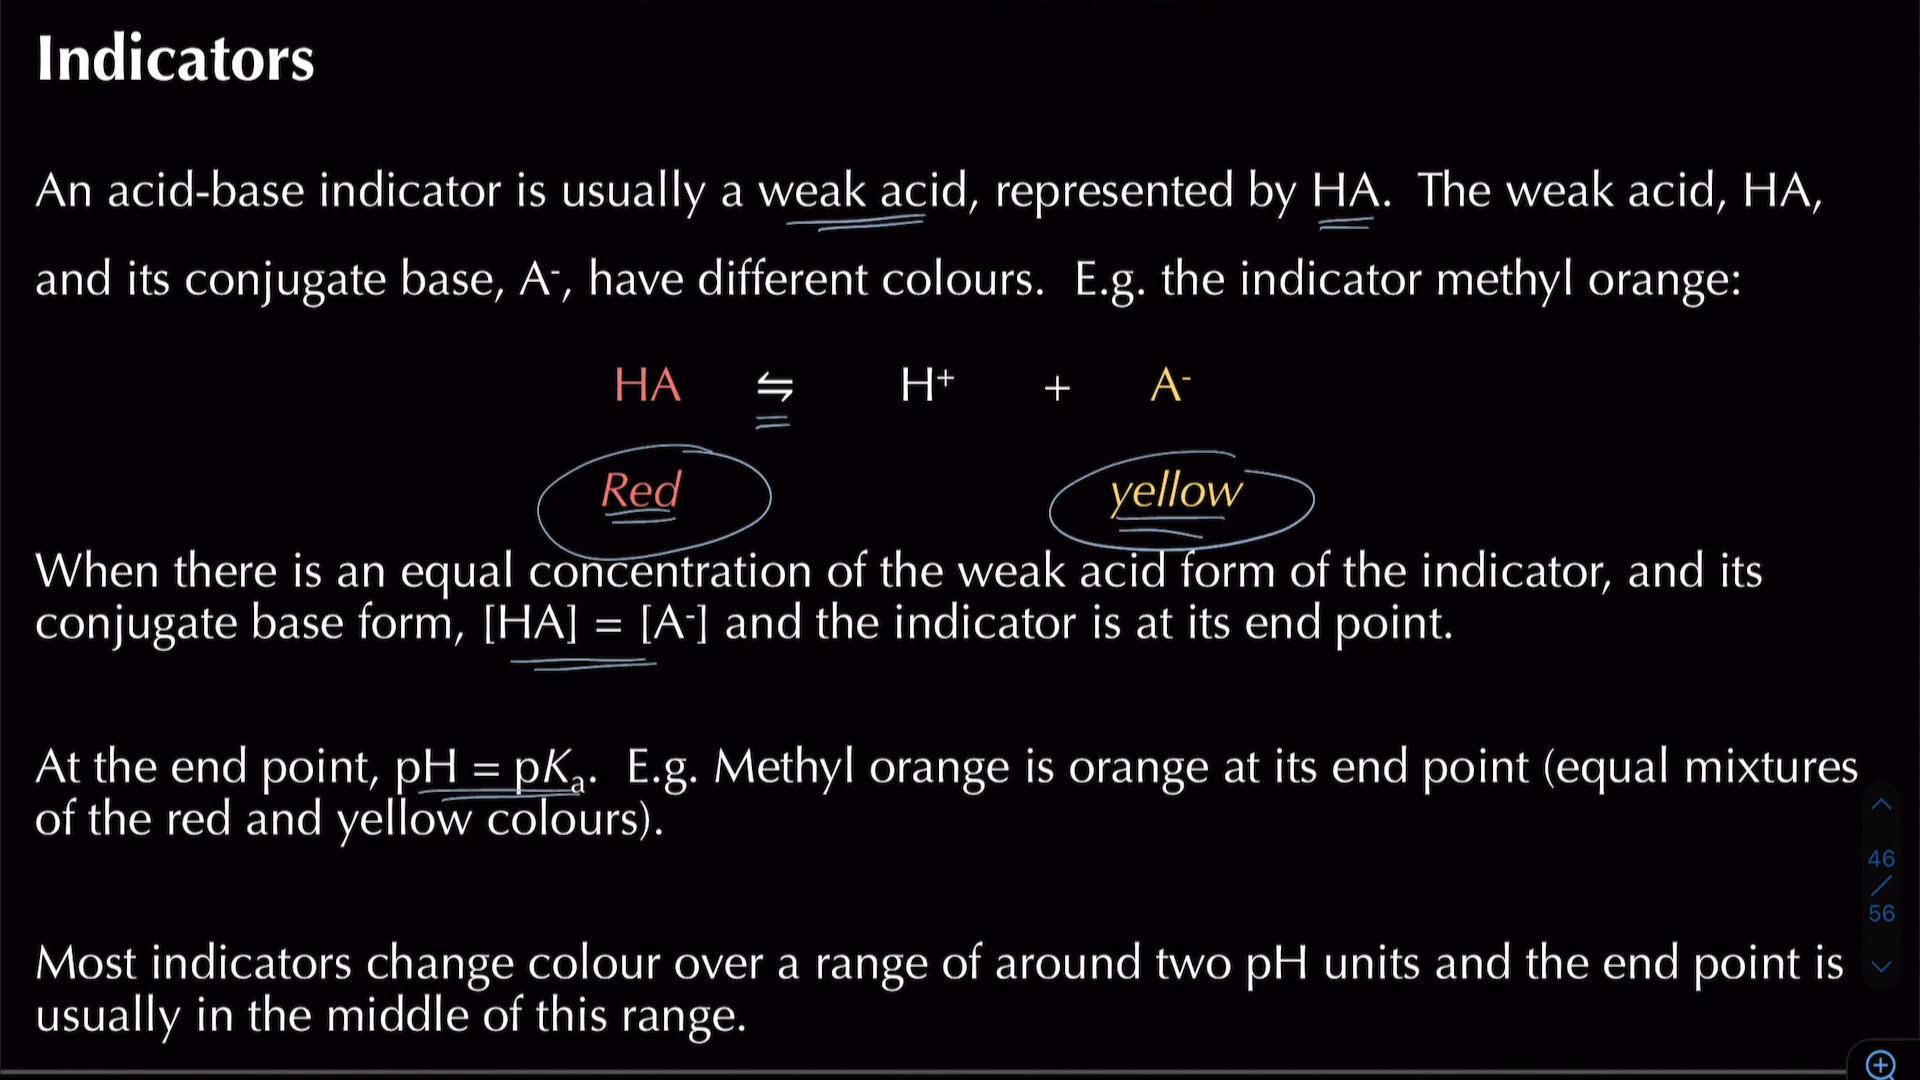 Indicators
An acid-base indicator is usually a weak acid, represented by HA. The weak acid, HA,
and its conjugate base, A⁻, have different colours. E.g. the indicator methyl orange:
HA ⇋ H⁺ + A⁻
Red yellow
When there is an equal concentration of the weak acid form of the indicator, and its
conjugate base form, [HA] = [A⁻] and the indicator is at its end point.
At the end point, pH = pKₐ. E.g. Methyl orange is orange at its end point (equal mixtures
of the red and yellow colours).
46
/
56
Most indicators change colour over a range of around two pH units and the end point is
usually in the middle of this range.